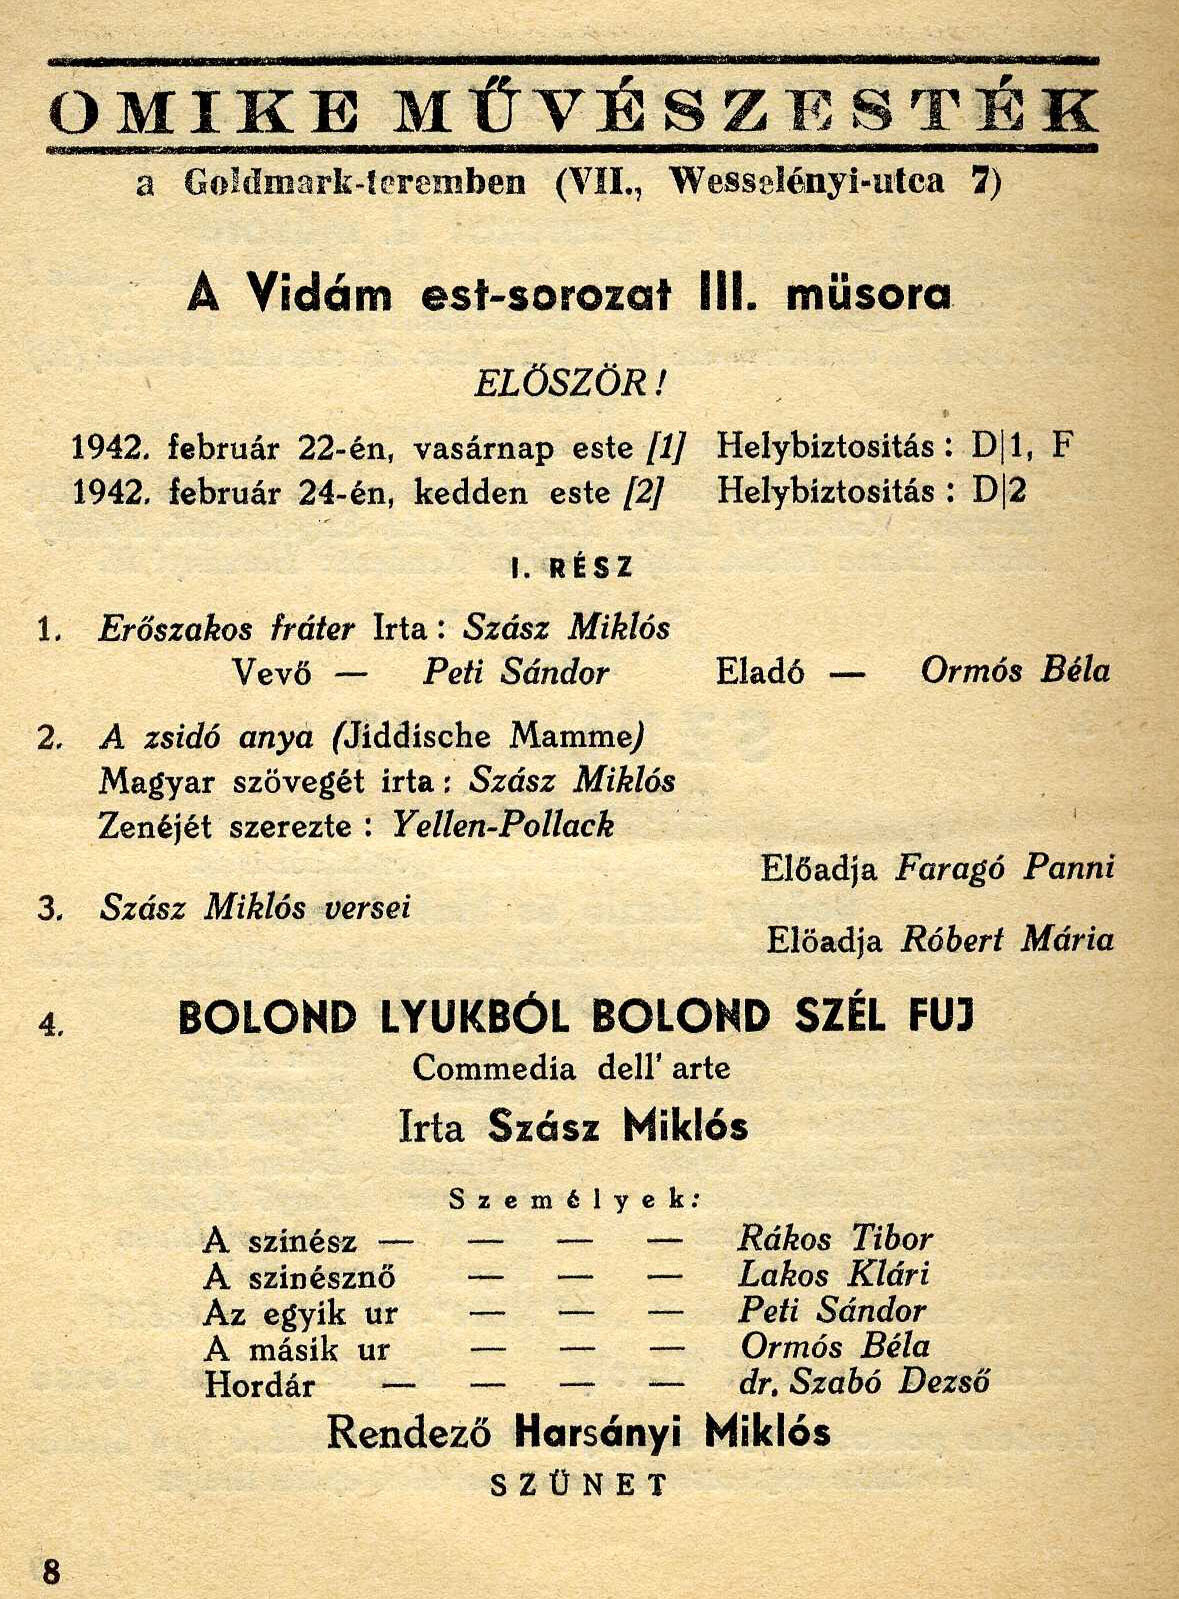 OMIKE MŰVÉSZESTÉK
a Goldmark-teremben (VII., Wesselényi-utca 7)
A Vidám est-sorozat III. müsora
ELŐSZÖR!
1942. február 22-én, vasárnap este [1] Helybiztositás : D|1, F
1942. február 24-én, kedden este [2] Helybiztositás : D|2
I. RÉSZ
1. Erőszakos fráter Irta : Szász Miklós
Vevő — Peti Sándor Eladó — Ormós Béla
2. A zsidó anya (Jiddische Mamme)
Magyar szövegét irta : Szász Miklós
Zenéjét szerezte : Yellen-Pollack
Előadja Faragó Panni
3. Szász Miklós versei
Elöadja Róbert Mária
4. BOLOND LYUKBÓL BOLOND SZÉL FUJ
Commedia dell' arte
Irta Szász Miklós
Személyek:
A szinész — — — — Rákos Tibor
A szinésznő — — — Lakos Klári
Az egyik ur — — — Peti Sándor
A másik ur — — — Ormós Béla
Hordár — — — — dr. Szabó Dezső
Rendező Harsányi Miklós
SZÜNET
8